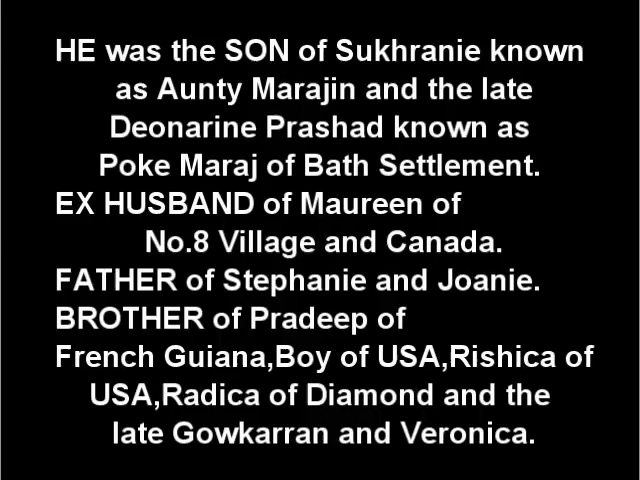 HE was the SON of Sukhranie known
as Aunty Marajin and the late
Deonarine Prashad known as
Poke Maraj of Bath Settlement.
EX HUSBAND of Maureen of
No.8 Village and Canada.
FATHER of Stephanie and Joanie.
BROTHER of Pradeep of
French Guiana,Boy of USA,Rishica of
USA,Radica of Diamond and the
late Gowkarran and Veronica.